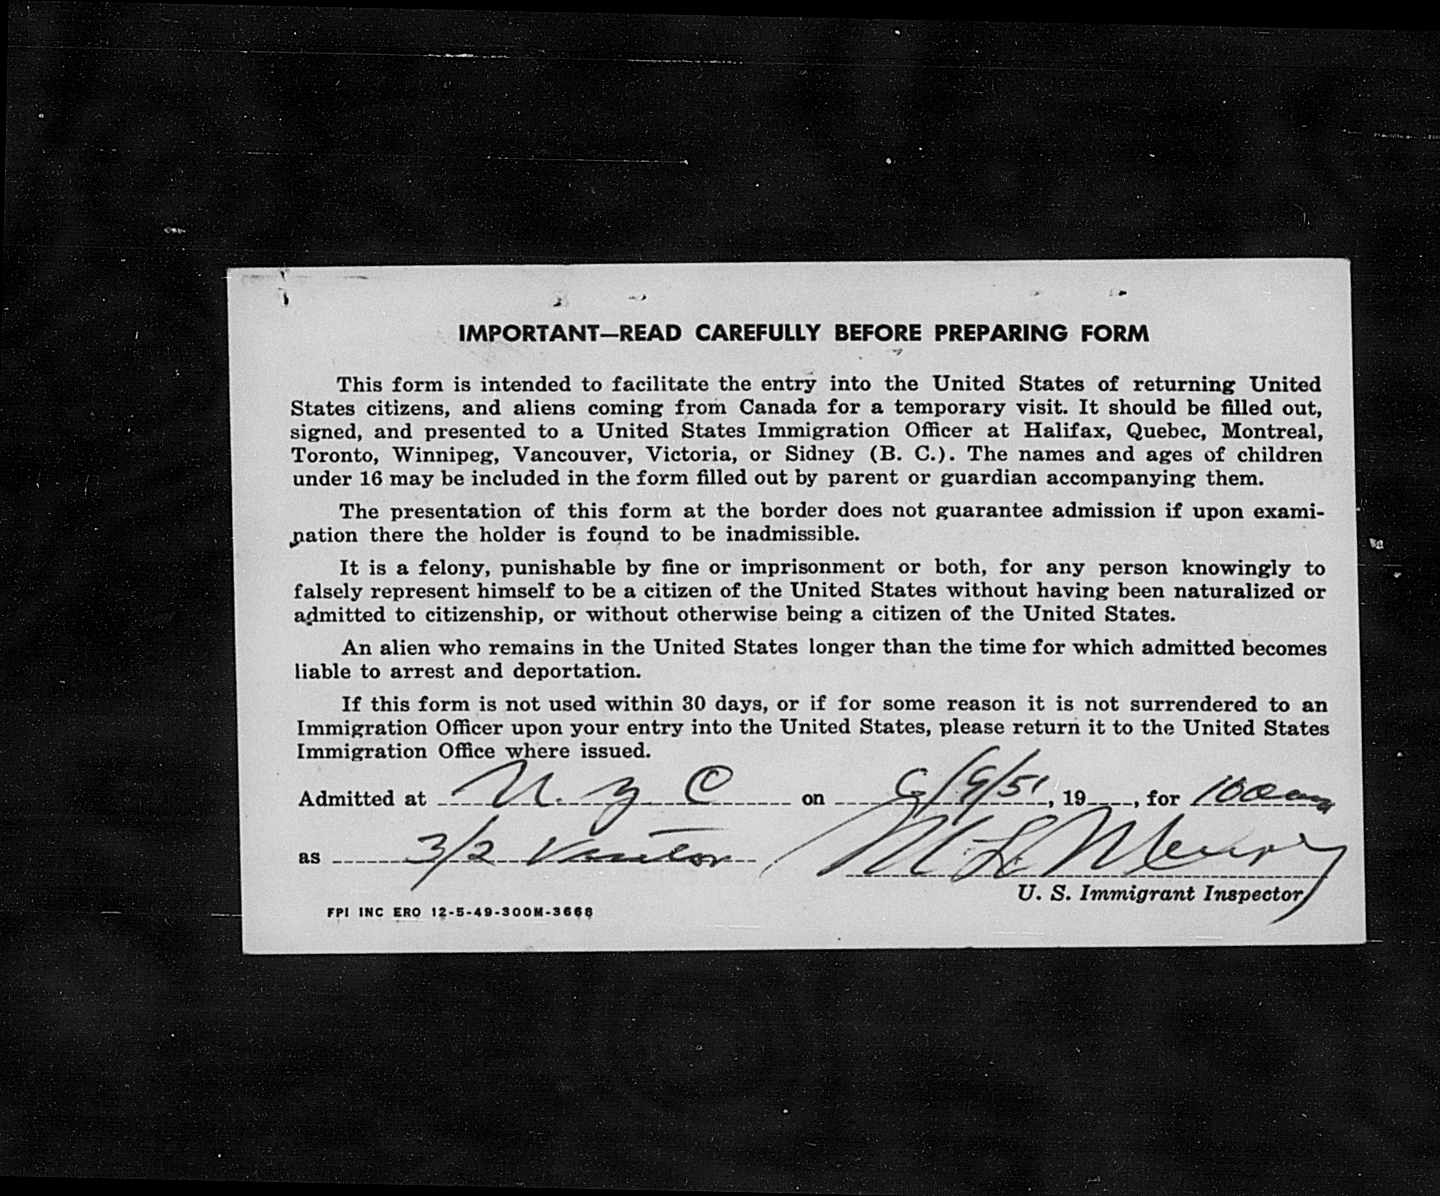 IMPORTANT—READ CAREFULLY BEFORE PREPARING FORM
This form is intended to facilitate the entry into the United States of returning United
States citizens, and aliens coming from Canada for a temporary visit. It should be filled out,
signed, and presented to a United States Immigration Officer at Halifax, Quebec, Montreal,
Toronto, Winnipeg, Vancouver, Victoria, or Sidney (B. C.). The names and ages of children
under 16 may be included in the form filled out by parent or guardian accompanying them.
The presentation of this form at the border does not guarantee admission if upon exami-
nation there the holder is found to be inadmissible.
It is a felony, punishable by fine or imprisonment or both, for any person knowingly to
falsely represent himself to be a citizen of the United States without having been naturalized or
admitted to citizenship, or without otherwise being a citizen of the United States.
An alien who remains in the United States longer than the time for which admitted becomes
liable to arrest and deportation.
If this form is not used within 30 days, or if for some reason it is not surrendered to an
Immigration Officer upon your entry into the United States, please return it to the United States
Immigration Office where issued.
Admitted at N. Y C on 6/9/51, 19 , for
as 3/2 Visitor
U. S. Immigrant Inspector
FPI INC ERO 12-5-49-300M-3668